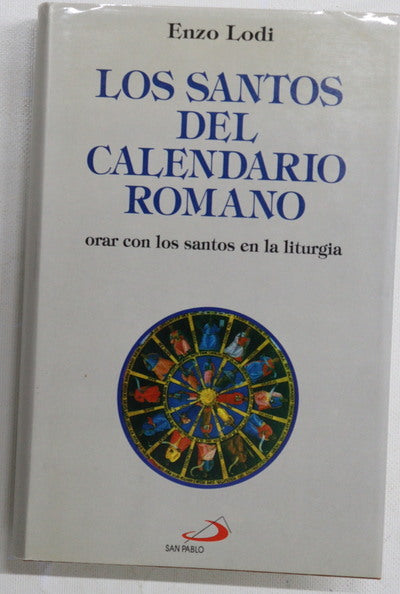 Enzo Lodi
LOS SANTOS
DEL
CALENDARIO
ROMANO
orar con los santos en la liturgia
SAN PABLO